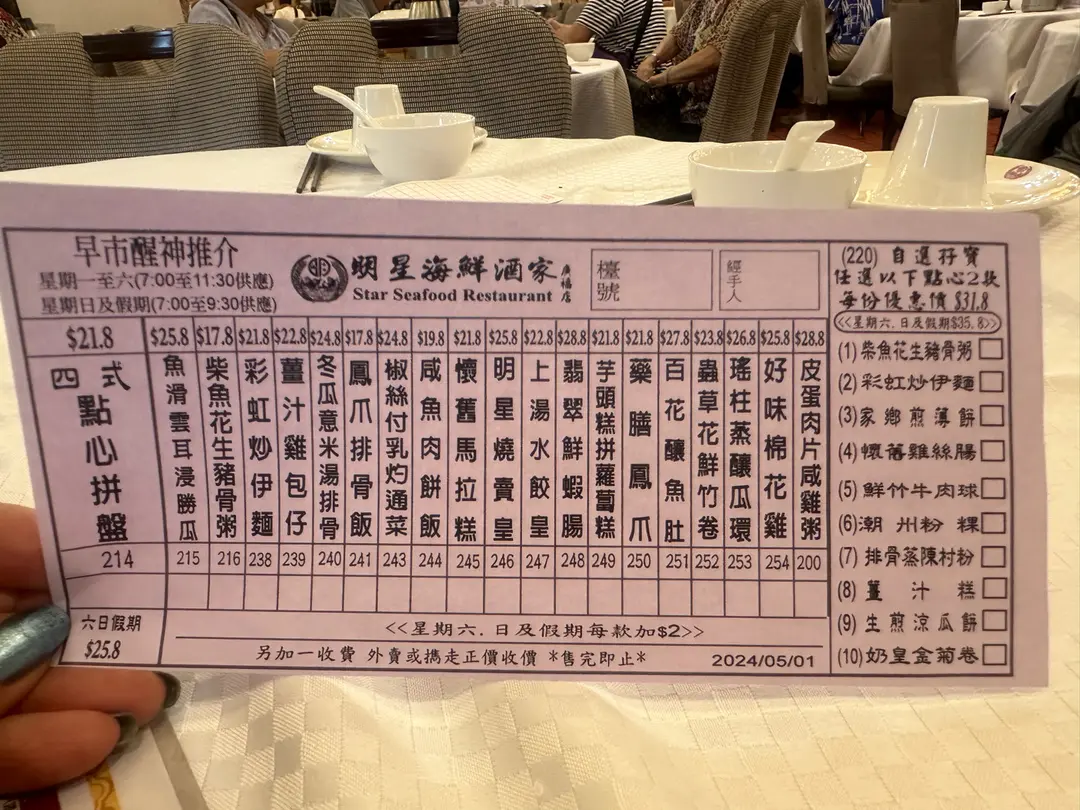 早市醒神推介
星期一至六(7:00至11:30供應)
星期日及假期(7:00至9:30供應)
明星海鮮酒家
廣福店
Star Seafood Restaurant
檯號
經手人
$21.8
四式點心拼盤
214
六日假期
$25.8
$25.8
魚滑雲耳浸勝瓜
215
$17.8
柴魚花生豬骨粥
216
$21.8
彩虹炒伊麵
238
$22.8
薑汁雞包仔
239
$24.8
冬瓜意米湯排骨
240
$17.8
鳳爪排骨飯
241
$24.8
椒絲付乳灼通菜
243
$19.8
咸魚肉餅飯
244
$21.8
懷舊馬拉糕
245
$25.8
明星燒賣皇
246
$22.8
上湯水餃皇
247
$28.8
翡翠鮮蝦腸
248
$21.8
芋頭糕拼蘿蔔糕
249
$21.8
藥膳鳳爪
250
$27.8
百花釀魚肚
251
$23.8
蟲草花鮮竹卷
252
$26.8
瑤柱蒸釀瓜環
253
$25.8
好味棉花雞
254
$28.8
皮蛋肉片咸雞粥
200
<<星期六.日及假期每款加$2>>
另加一收費 外賣或攜走正價收價 *售完即止*
2024/05/01
(220) 自選孖寶
任選以下點心2款
每份優惠價$31.8
<<星期六.日及假期$35.8>>
(1)柴魚花生豬骨粥
(2)彩虹炒伊麵
(3)家鄉煎薄餅
(4)懷舊雞絲腸
(5)鮮竹牛肉球
(6)潮州粉粿
(7)排骨蒸陳村粉
(8)薑汁糕
(9)生煎涼瓜餅
(10)奶皇金菊卷